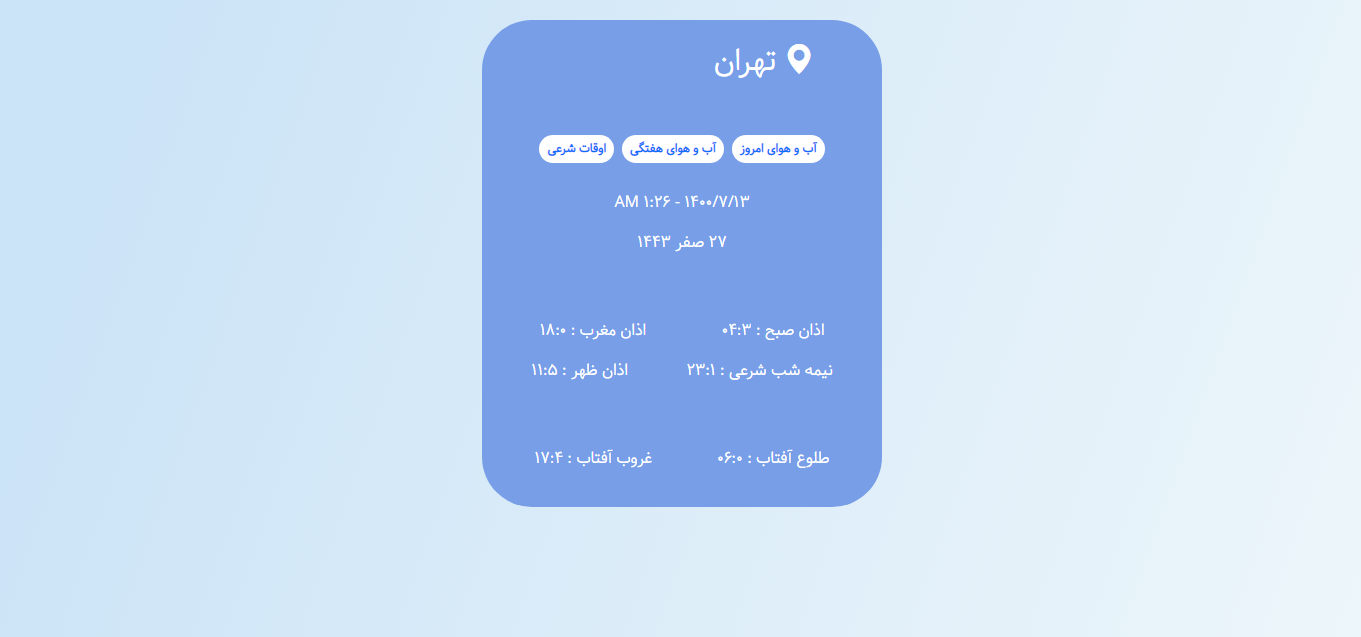 تهران
آب و هوای امروز آب و هوای هفتگی اوقات شرعی
۱۴۰۰/۷/۱۳ - ۱:۲۶ AM
۲۷ صفر ۱۴۴۳
اذان صبح : ۰۴:۳ اذان مغرب : ۱۸:۰
نیمه شب شرعی : ۲۳:۱ اذان ظهر : ۱۱:۵
طلوع آفتاب : ۰۶:۰ غروب آفتاب : ۱۷:۴